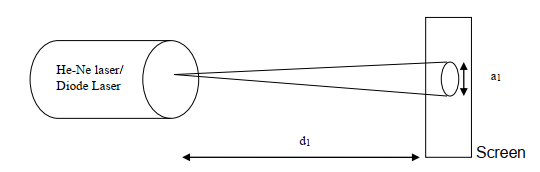 He-Ne laser/
Diode Laser
a1
d1
Screen